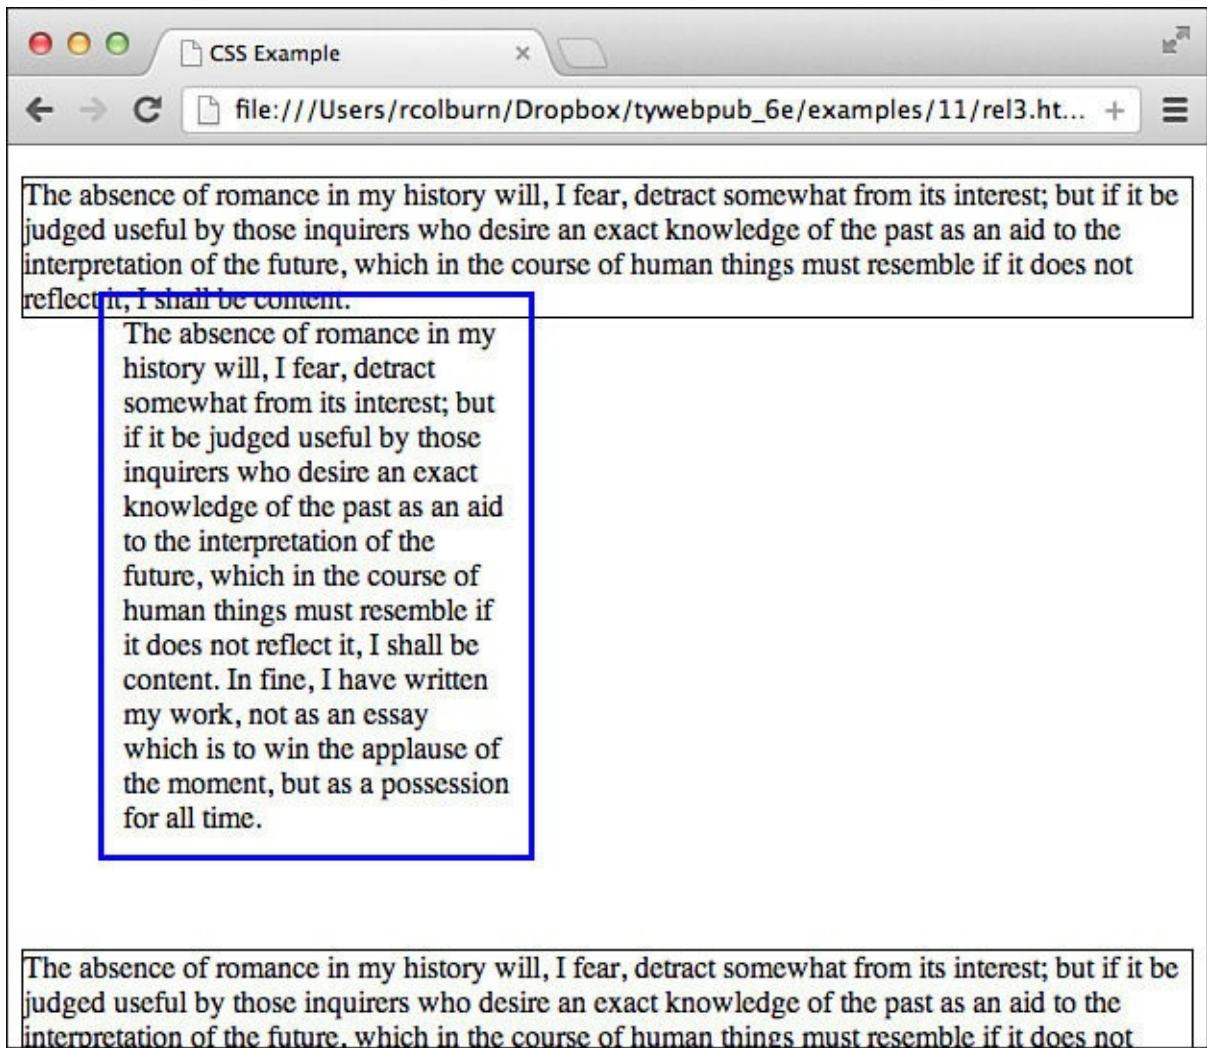 CSS Example
file:///Users/rcolburn/Dropbox/tywebpub_6e/examples/11/rel3.ht...
The absence of romance in my history will, I fear, detract somewhat from its interest; but if it be
judged useful by those inquirers who desire an exact knowledge of the past as an aid to the
interpretation of the future, which in the course of human things must resemble if it does not
reflect it, I shall be content.
The absence of romance in my
history will, I fear, detract
somewhat from its interest; but
if it be judged useful by those
inquirers who desire an exact
knowledge of the past as an aid
to the interpretation of the
future, which in the course of
human things must resemble if
it does not reflect it, I shall be
content. In fine, I have written
my work, not as an essay
which is to win the applause of
the moment, but as a possession
for all time.
The absence of romance in my history will, I fear, detract somewhat from its interest; but if it be
judged useful by those inquirers who desire an exact knowledge of the past as an aid to the
interpretation of the future, which in the course of human things must resemble if it does not